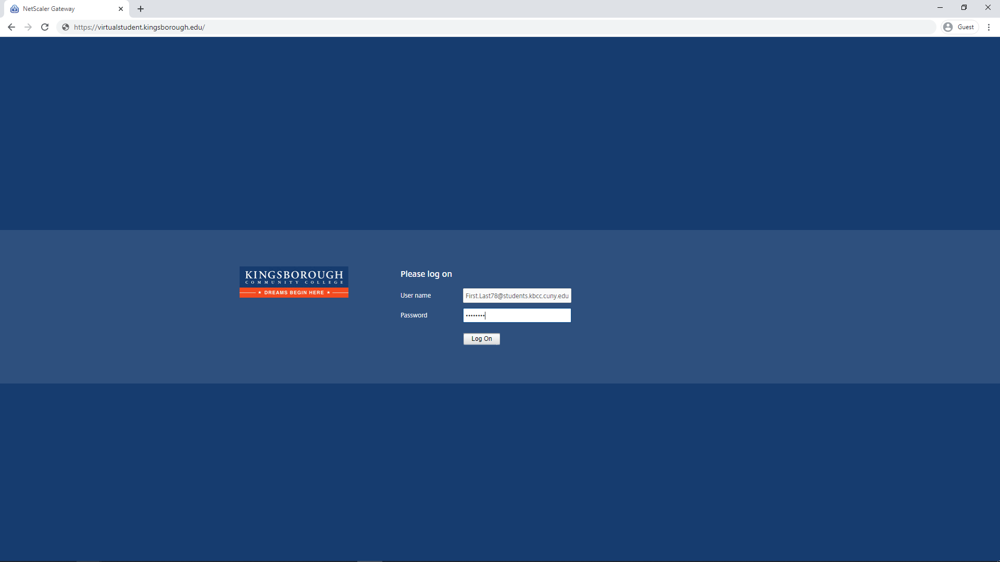 NetScaler Gateway
https://virtualstudent.kingsborough.edu/
Guest
KINGSBOROUGH
COMMUNITY COLLEGE
★ DREAMS BEGIN HERE ★
Please log on
User name
First.Last78@students.kbcc.cuny.edu
Password
••••••••
Log On